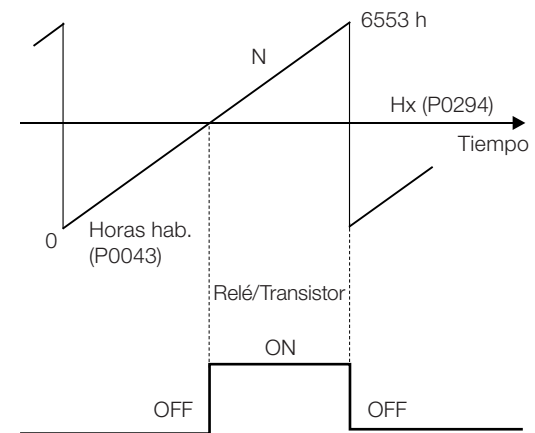 6553 h
N
Hx (P0294)
Tiempo
0
Horas hab.
(P0043)
Relé/Transistor
ON
OFF
OFF